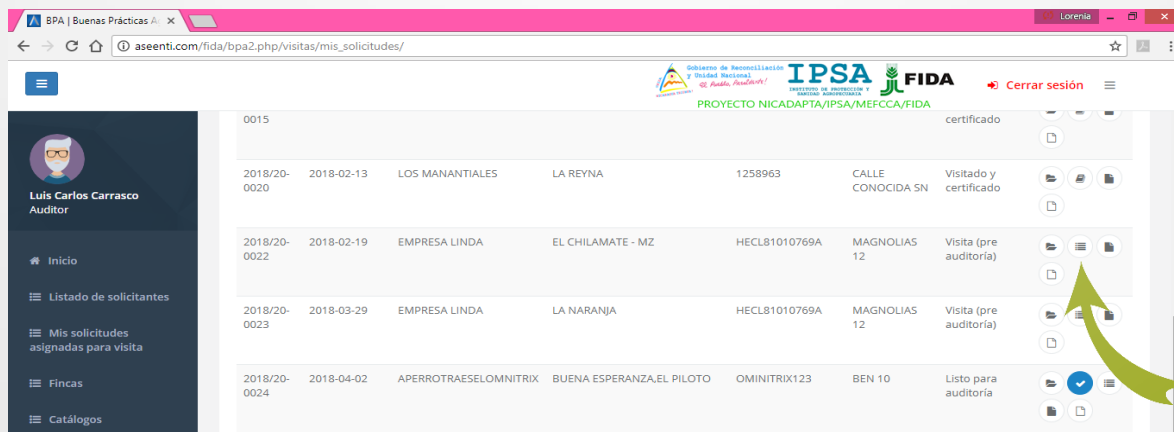 BPA | Buenas Prácticas A
Lorenia
aseenti.com/fida/bpa2.php/visitas/mis_solicitudes/
Gobierno de Reconciliación
y Unidad Nacional
El Pueblo, Presidente!
IPSA
INSTITUTO DE PROTECCIÓN Y
SANIDAD AGROPECUARIA
FIDA
PROYECTO NICADAPTA/IPSA/MEFCCA/FIDA
Cerrar sesión
Luis Carlos Carrasco
Auditor
Inicio
Listado de solicitantes
Mis solicitudes
asignadas para visita
Fincas
Catálogos
0015 certificado
2018/20- 2018-02-13 LOS MANANTIALES LA REYNA 1258963 CALLE Visitado y
0020 CONOCIDA SN certificado
2018/20- 2018-02-19 EMPRESA LINDA EL CHILAMATE - MZ HECL81010769A MAGNOLIAS Visita (pre
0022 12 auditoría)
2018/20- 2018-03-29 EMPRESA LINDA LA NARANJA HECL81010769A MAGNOLIAS Visita (pre
0023 12 auditoría)
2018/20- 2018-04-02 APERROTRAESELOMNITRIX BUENA ESPERANZA,EL PILOTO OMINITRIX123 BEN 10 Listo para
0024 auditoría